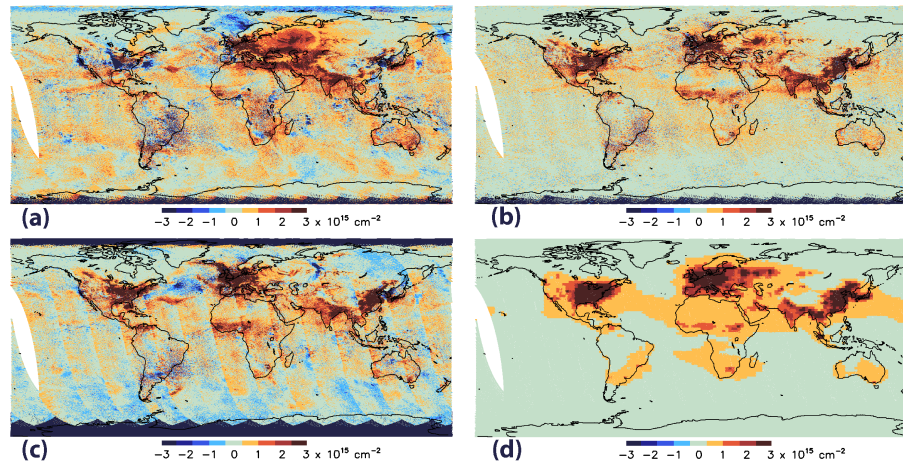 (a)
−3 −2 −1 0 1 2 3 x 10¹⁵ cm⁻²
(b)
−3 −2 −1 0 1 2 3 x 10¹⁵ cm⁻²
(c)
−3 −2 −1 0 1 2 3 x 10¹⁵ cm⁻²
(d)
−3 −2 −1 0 1 2 3 x 10¹⁵ cm⁻²